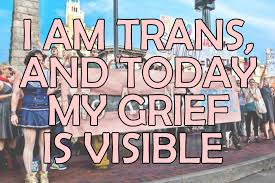 I AM TRANS,
AND TODAY
MY GRIEF
IS VISIBLE